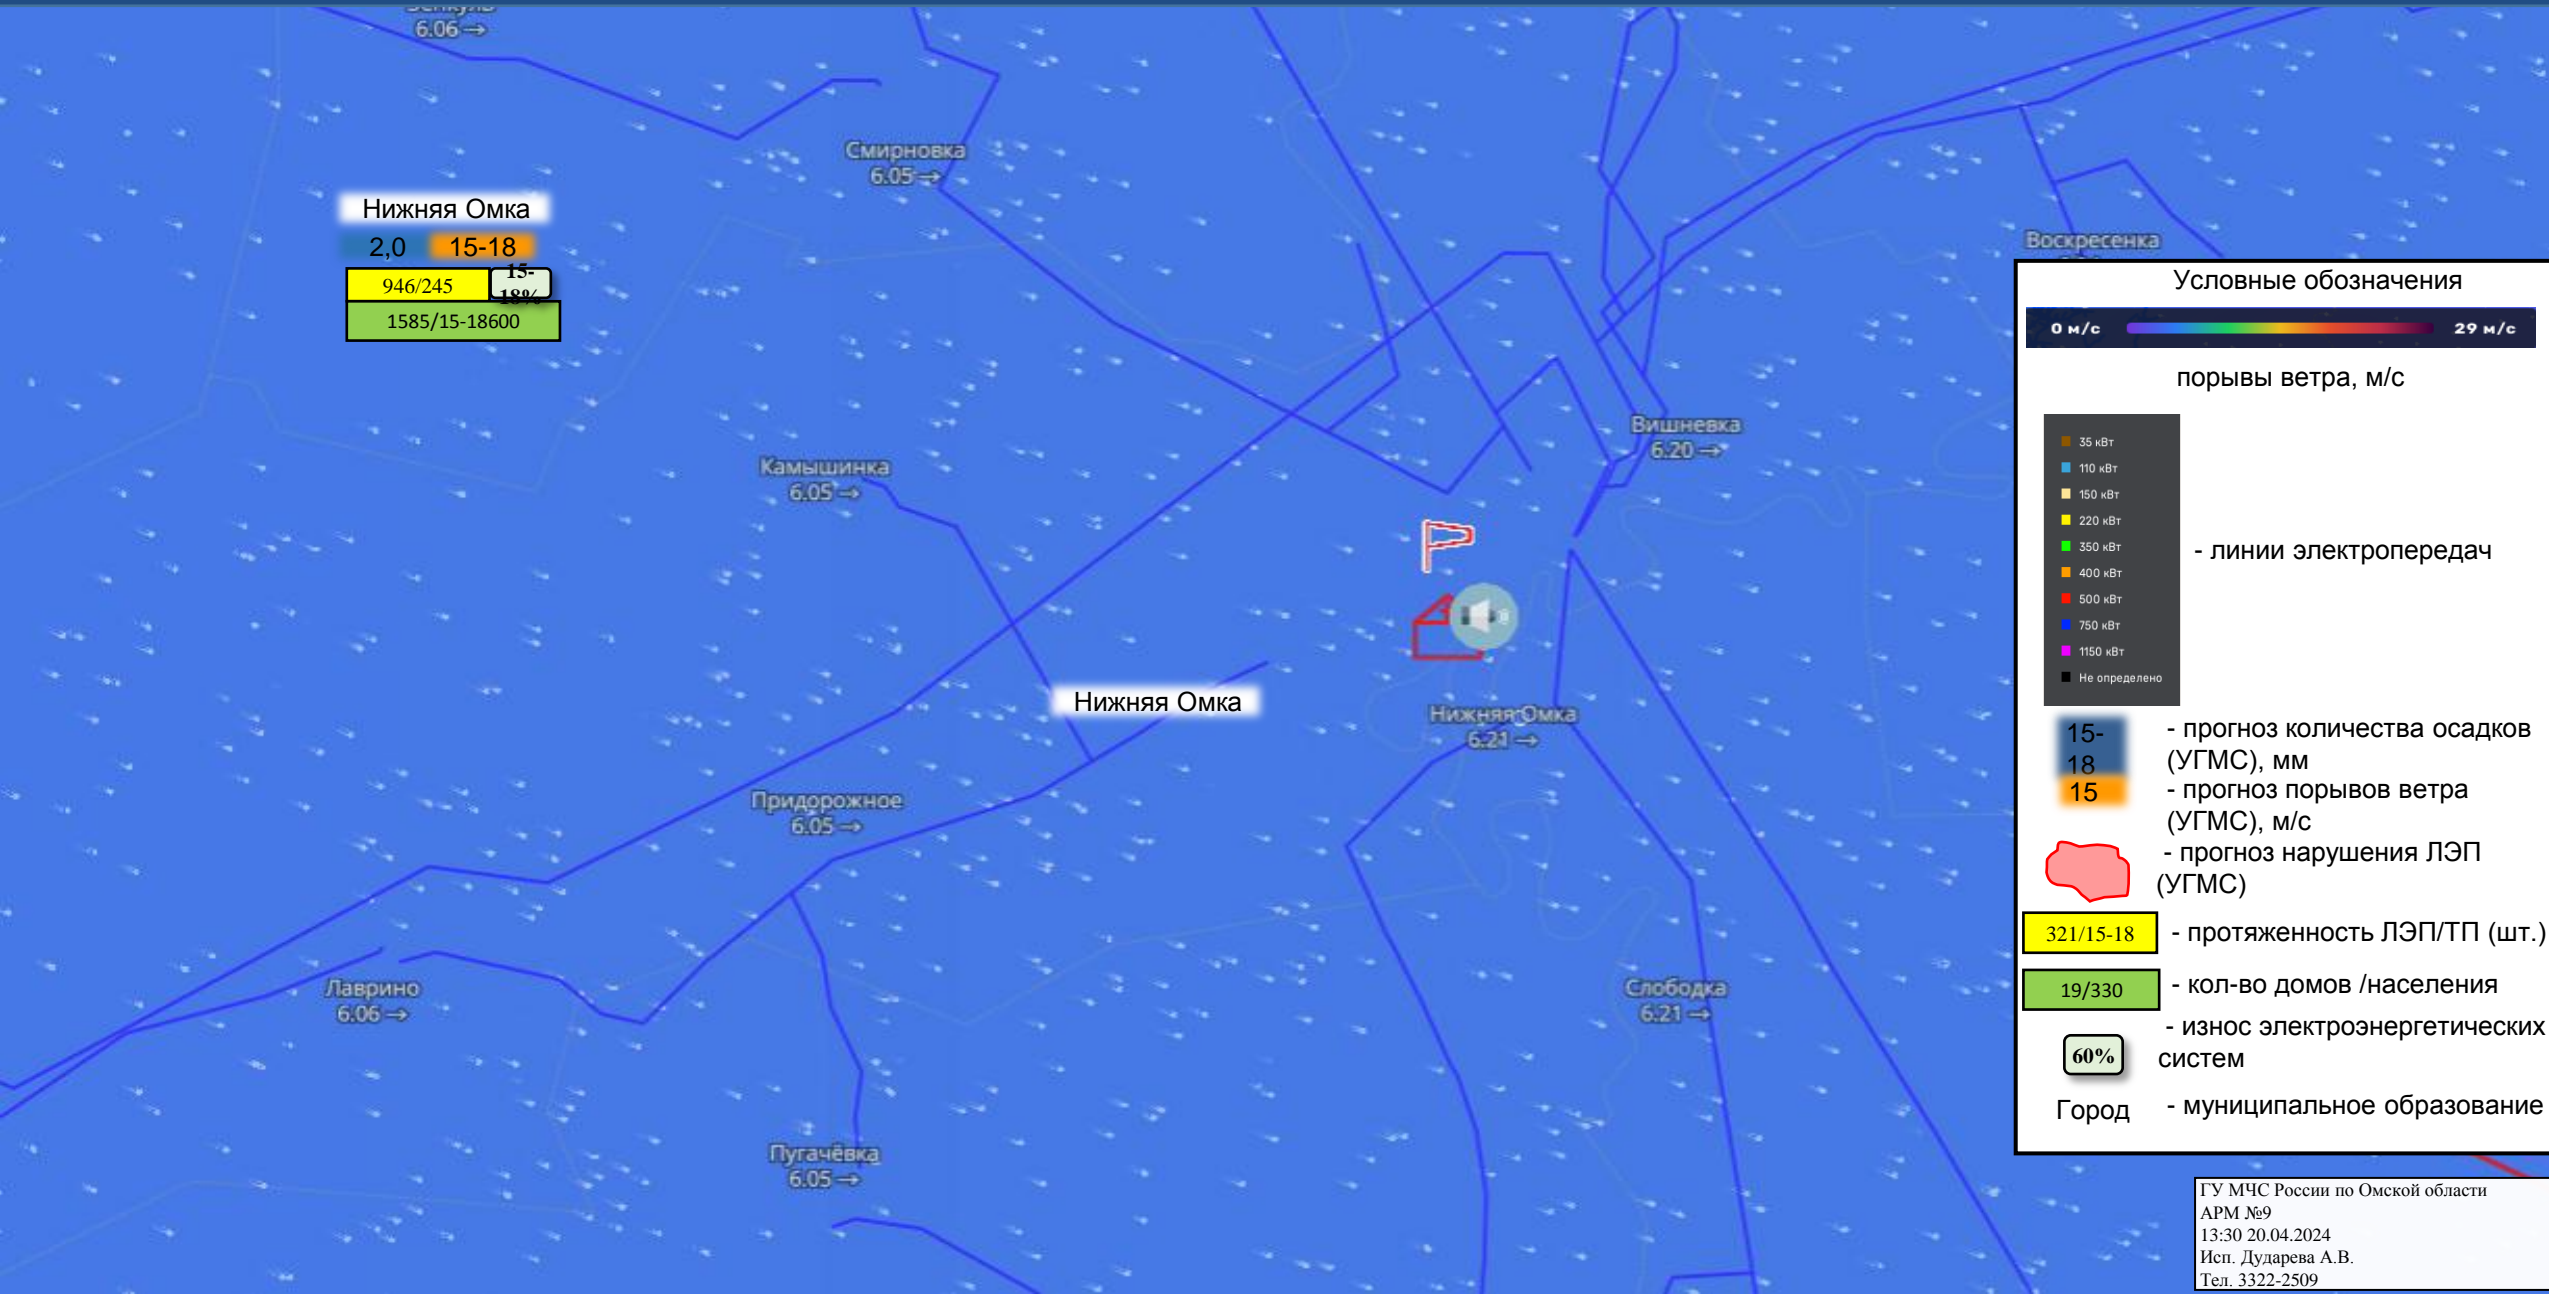 Зенкуль
6.06 →
Смирновка
6.05 →
Нижняя Омка
2,0 15-18
946/245 15-
18%
1585/15-18600
Воскресенка
Вишневка
6.20 →
Камышинка
6.05 →
Нижняя Омка
Нижняя Омка
6.21 →
Придорожное
6.05 →
Лаврино
6.06 →
Слободка
6.21 →
Пугачёвка
6.05 →
Условные обозначения
0 м/с 29 м/с
порывы ветра, м/с
35 кВт
110 кВт
150 кВт
220 кВт
350 кВт
400 кВт
500 кВт
750 кВт
1150 кВт
Не определено
- линии электропередач
15-
18
- прогноз количества осадков
(УГМС), мм
15
- прогноз порывов ветра
(УГМС), м/с
- прогноз нарушения ЛЭП
(УГМС)
321/15-18 - протяженность ЛЭП/ТП (шт.)
19/330 - кол-во домов /населения
60%
- износ электроэнергетических
систем
Город - муниципальное образование
ГУ МЧС России по Омской области
АРМ №9
13:30 20.04.2024
Исп. Дударева А.В.
Тел. 3322-2509